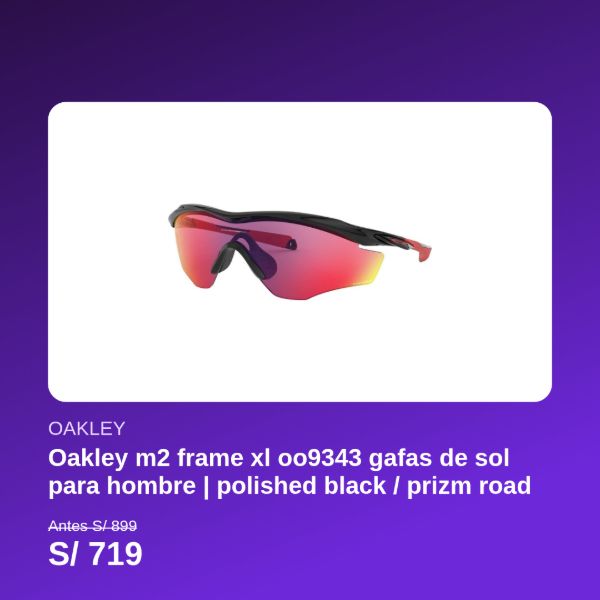 OAKLEY
Oakley m2 frame xl oo9343 gafas de sol
para hombre | polished black / prizm road
Antes S/ 899
S/ 719